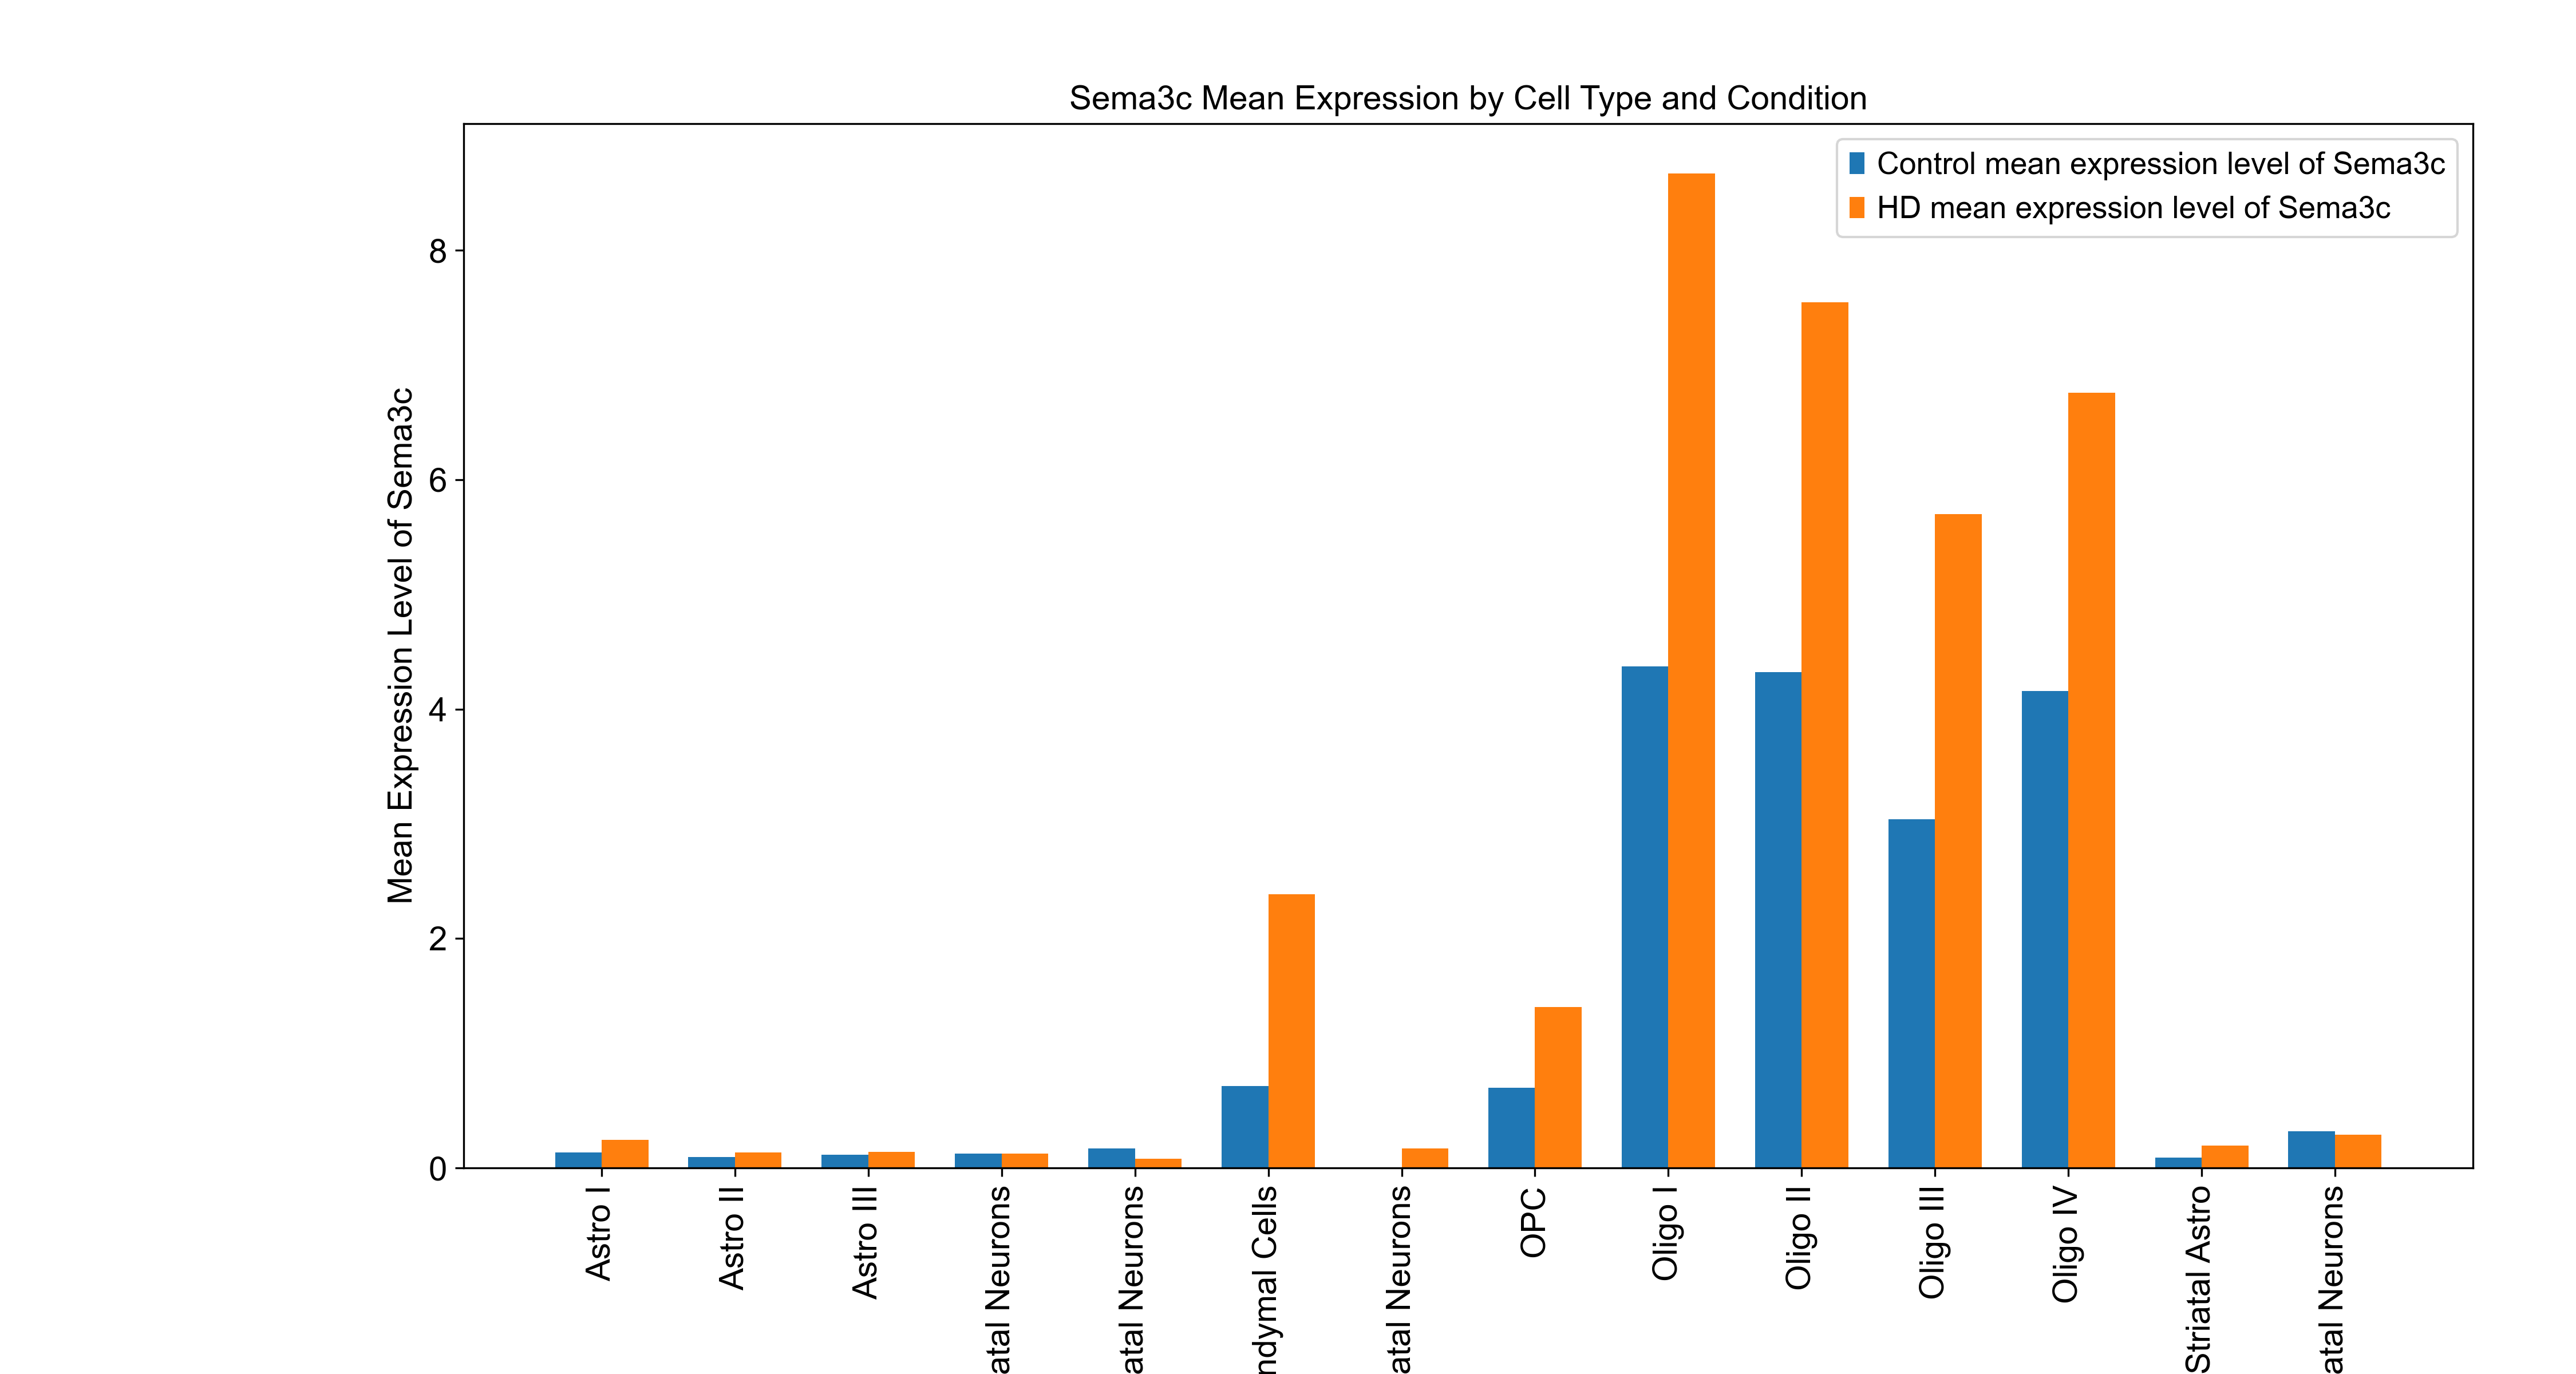 Sema3c Mean Expression by Cell Type and Condition
Control mean expression level of Sema3c
HD mean expression level of Sema3c
Mean Expression Level of Sema3c
8
6
4
2
0
Astro I
Astro II
Astro III
atal Neurons
atal Neurons
ndymal Cells
atal Neurons
OPC
Oligo I
Oligo II
Oligo III
Oligo IV
Striatal Astro
atal Neurons